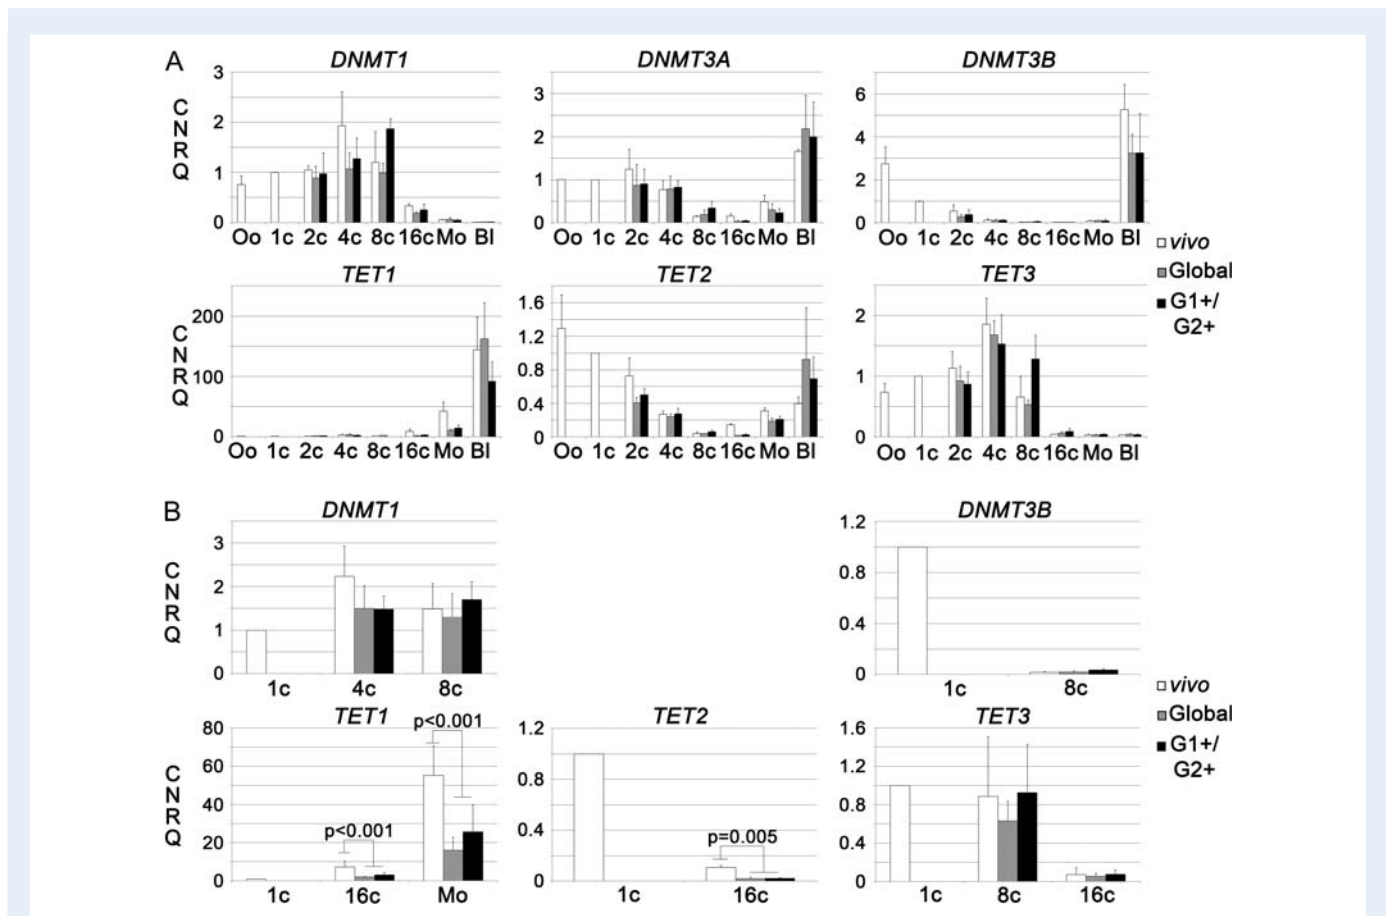 A
DNMT1 DNMT3A DNMT3B
C
N
R
Q
3
2
1
0
Oo 1c 2c 4c 8c 16c Mo Bl
3
2
1
0
Oo 1c 2c 4c 8c 16c Mo Bl
6
4
2
0
Oo 1c 2c 4c 8c 16c Mo Bl
vivo
Global
G1+/
G2+
TET1 TET2 TET3
C
N
R
Q
200
100
0
Oo 1c 2c 4c 8c 16c Mo Bl
1.6
1.2
0.8
0.4
0
Oo 1c 2c 4c 8c 16c Mo Bl
2
1
0
Oo 1c 2c 4c 8c 16c Mo Bl
B
DNMT1 DNMT3B
C
N
R
Q
3
2
1
0
1c 4c 8c
1.2
0.8
0.4
0
1c 8c
vivo
Global
G1+/
G2+
TET1 TET2 TET3
C
N
R
Q
80
60
40
20
0
p<0.001
p<0.001
1c 16c Mo
1.2
0.8
0.4
0
p=0.005
1c 16c
1.6
1.2
0.8
0.4
0
1c 8c 16c